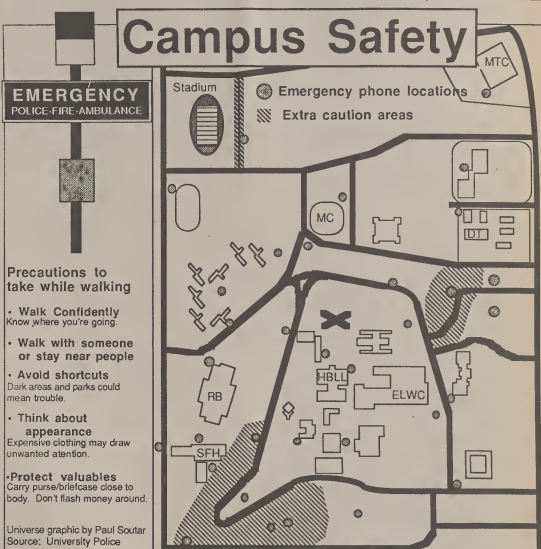 Campus Safety
EMERGENCY
POLICE-FIRE-AMBULANCE
Stadium
Emergency phone locations
Extra caution areas
MTC
MC
DT
Precautions to
take while walking
• Walk Confidently
Know where you're going.
• Walk with someone
or stay near people
• Avoid shortcuts
Dark areas and parks could
mean trouble.
• Think about
appearance
Expensive clothing may draw
unwanted atention.
•Protect valuables
Carry purse/briefcase close to
body. Don't flash money around.
HBLL
ELWC
RB
SFH
Universe graphic by Paul Soutar
Source: University Police